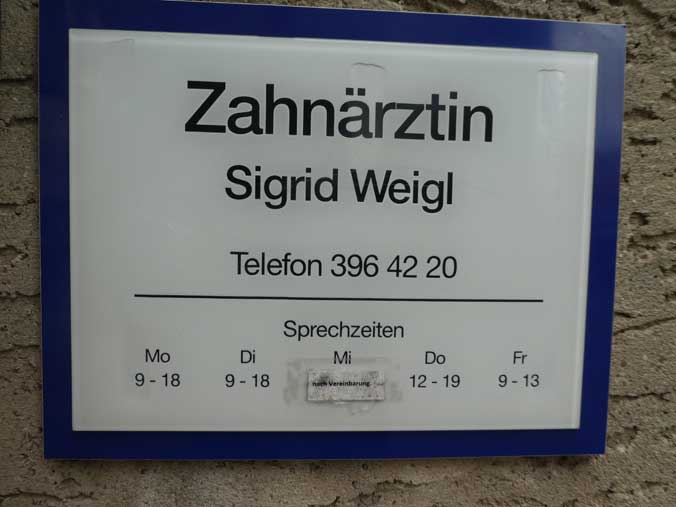 Zahnärztin
Sigrid Weigl
Telefon 396 42 20
Sprechzeiten
Mo Di Mi Do Fr
9 - 18 9 - 18 nach Vereinbarung 12 - 19 9 - 13